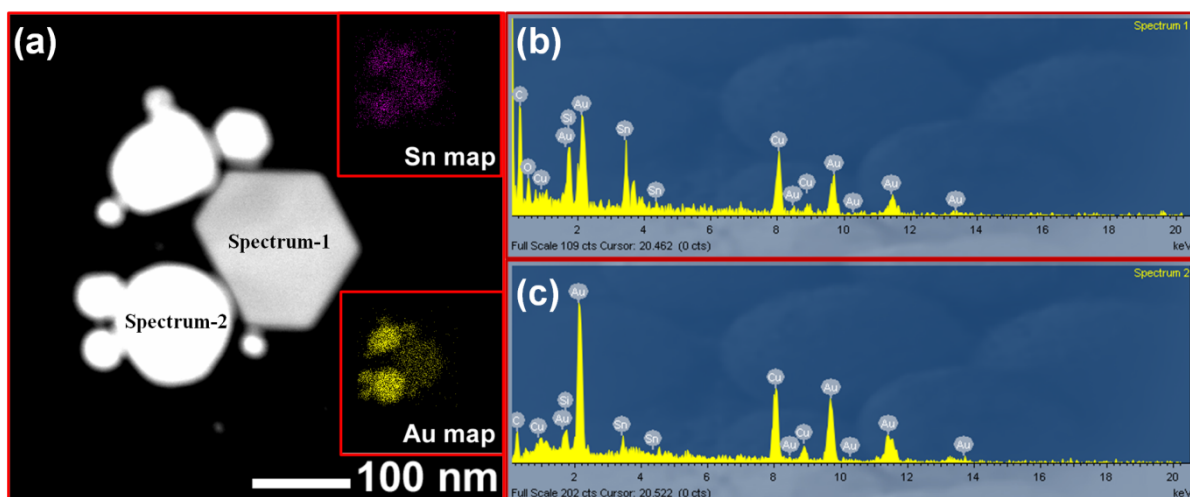 (a)
Sn map
Spectrum-1
Spectrum-2
Au map
100 nm
(b)
Spectrum 1
C
O
Cu
Si
Au
Au
Sn
Sn
Cu
Au
Cu
Au
Au
Au
Au
2 4 6 8 10 12 14 16 18 20
Full Scale 109 cts Cursor: 20.462 (0 cts)
keV
(c)
Spectrum 2
C
Cu
Si
Au
Au
Sn
Sn
Cu
Au
Cu
Au
Au
Au
Au
2 4 6 8 10 12 14 16 18 20
Full Scale 202 cts Cursor: 20.522 (0 cts)
keV